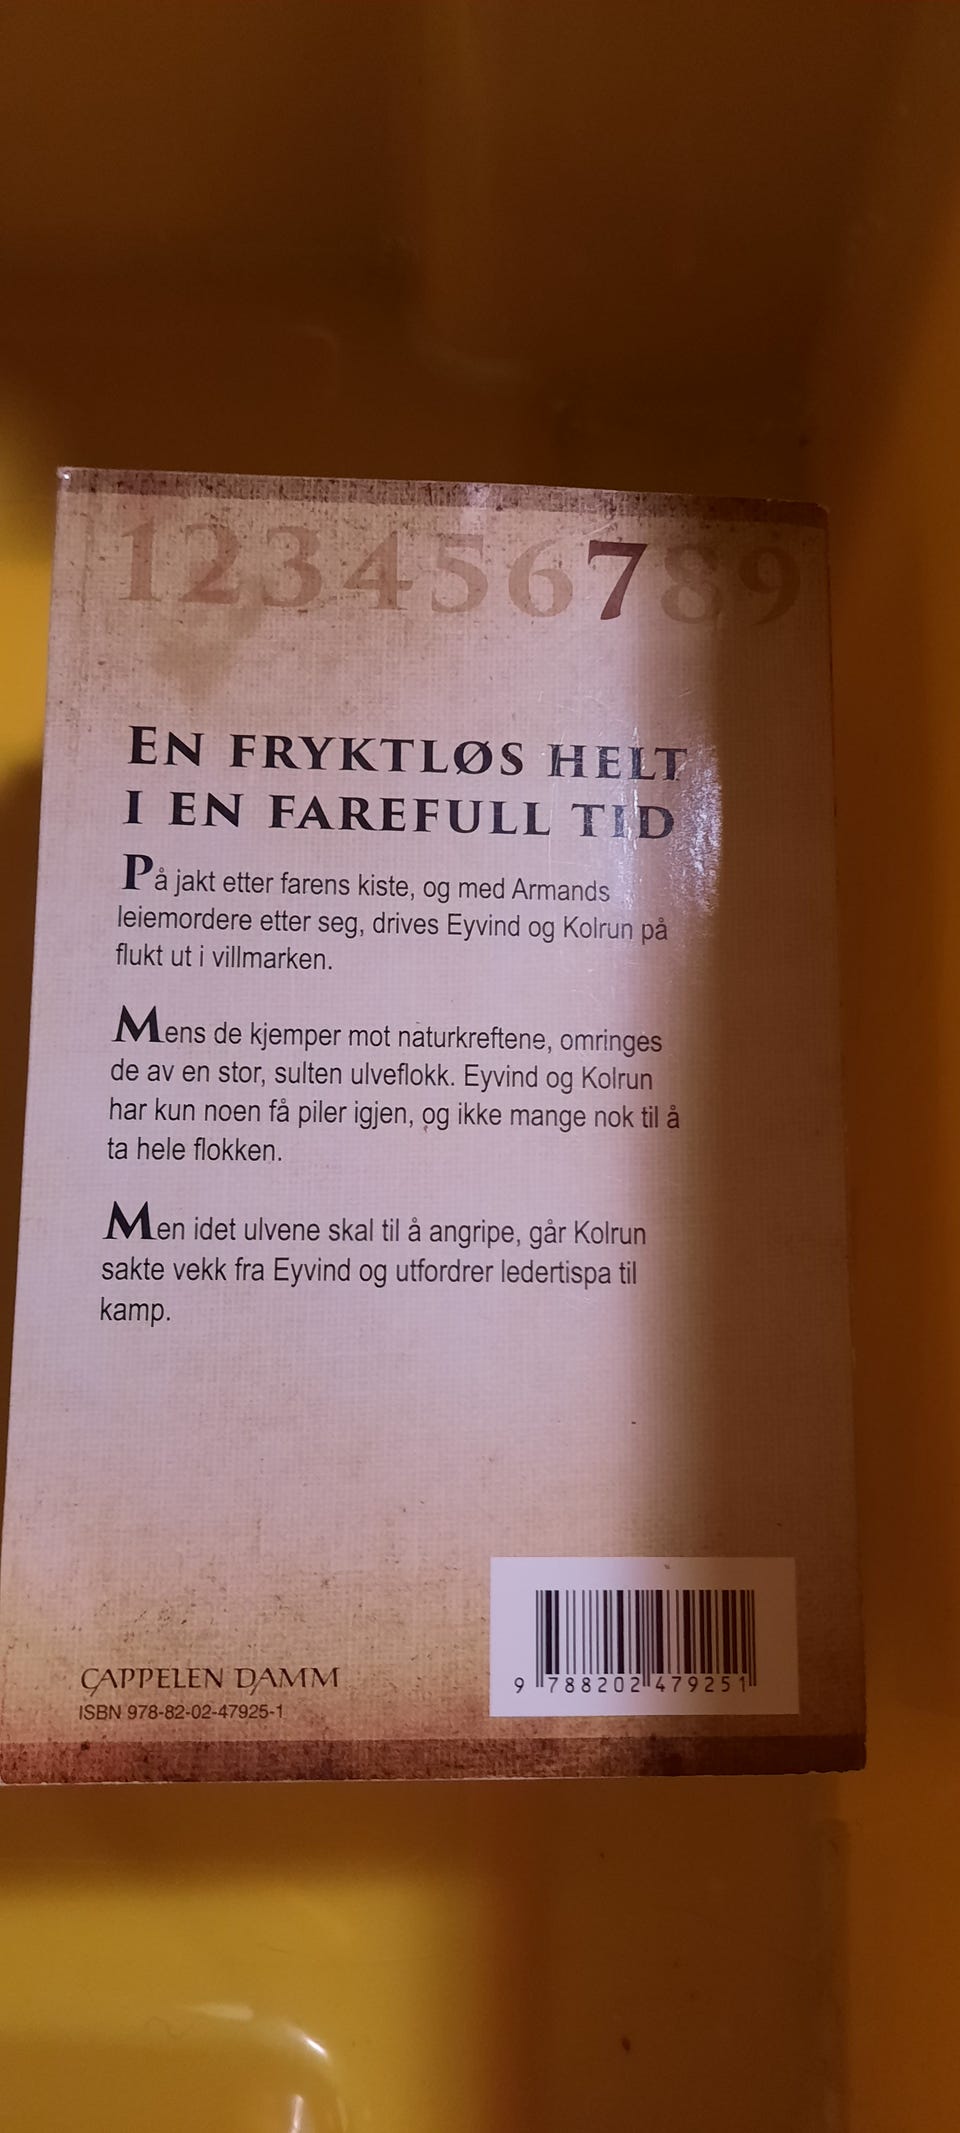 123456789
EN FRYKTLØS HELT
I EN FAREFULL TID
På jakt etter farens kiste, og med Armands
leiemordere etter seg, drives Eyvind og Kolrun på
flukt ut i villmarken.
Mens de kjemper mot naturkreftene, omringes
de av en stor, sulten ulveflokk. Eyvind og Kolrun
har kun noen få piler igjen, og ikke mange nok til å
ta hele flokken.
Men idet ulvene skal til å angripe, går Kolrun
sakte vekk fra Eyvind og utfordrer ledertispa til
kamp.
CAPPELEN DAMM
ISBN 978-82-02-47925-1
9 788202 479251